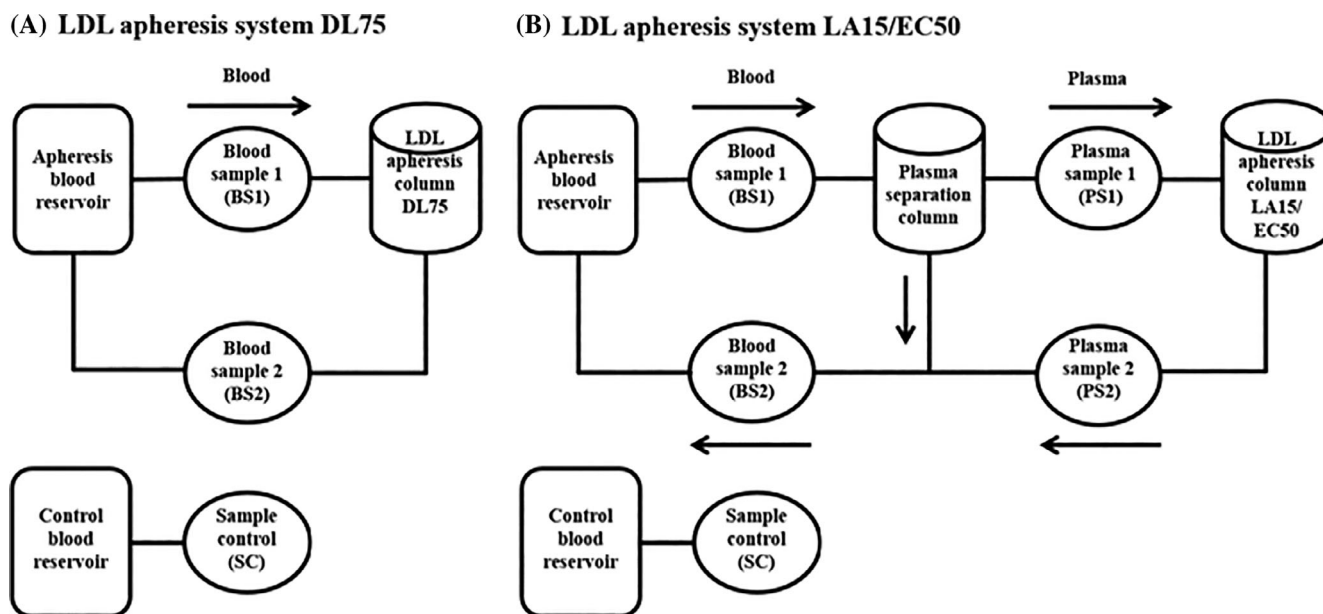 (A) LDL apheresis system DL75
Blood
Apheresis
blood
reservoir
Blood
sample 1
(BS1)
LDL
apheresis
column
DL75
Blood
sample 2
(BS2)
Control
blood
reservoir
Sample
control
(SC)
(B) LDL apheresis system LA15/EC50
Blood
Plasma
Apheresis
blood
reservoir
Blood
sample 1
(BS1)
Plasma
separation
column
Plasma
sample 1
(PS1)
LDL
apheresis
column
LA15/
EC50
Blood
sample 2
(BS2)
Plasma
sample 2
(PS2)
Control
blood
reservoir
Sample
control
(SC)